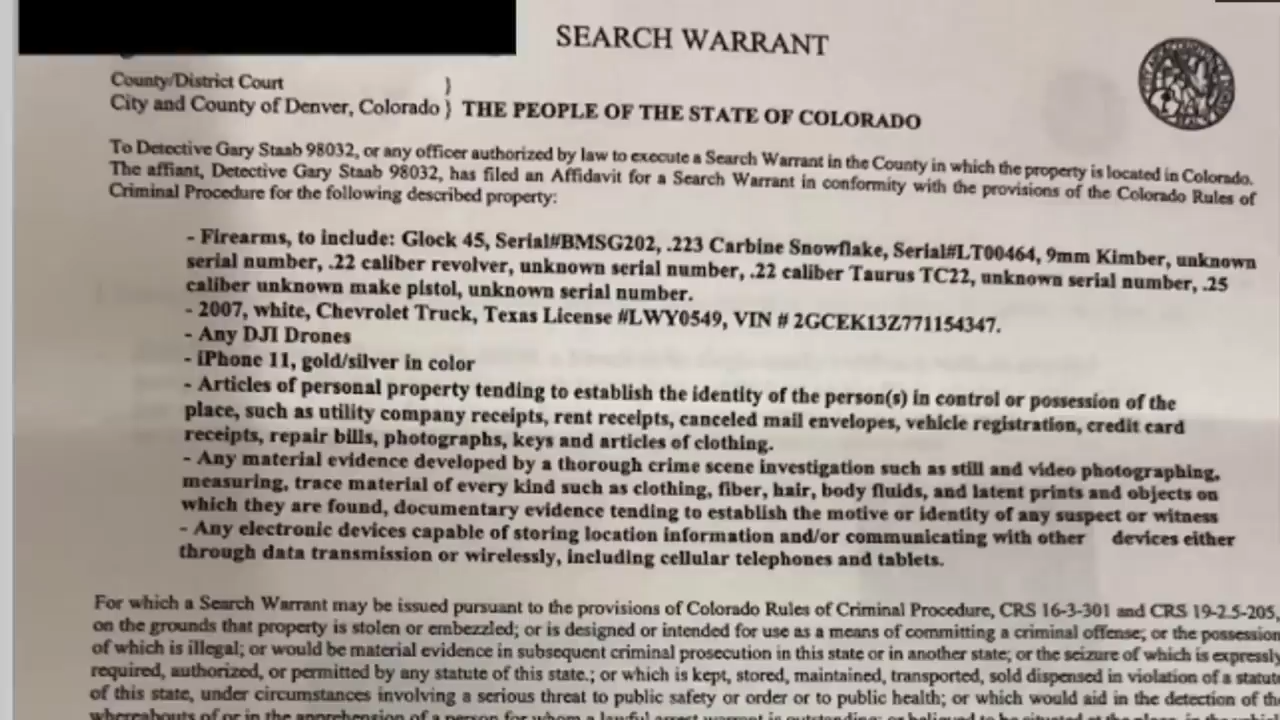 SEARCH WARRANT
County/District Court }
City and County of Denver, Colorado } THE PEOPLE OF THE STATE OF COLORADO
To Detective Gary Staab 98032, or any officer authorized by law to execute a Search Warrant in the County in which the property is located in Colorado.
The affiant, Detective Gary Staab 98032, has filed an Affidavit for a Search Warrant in conformity with the provisions of the Colorado Rules of
Criminal Procedure for the following described property:
- Firearms, to include: Glock 45, Serial#BMSG202, .223 Carbine Snowflake, Serial#LT00464, 9mm Kimber, unknown
serial number, .22 caliber revolver, unknown serial number, .22 caliber Taurus TC22, unknown serial number, .25
caliber unknown make pistol, unknown serial number.
- 2007, white, Chevrolet Truck, Texas License #LWY0549, VIN # 2GCEK13Z771154347.
- Any DJI Drones
- iPhone 11, gold/silver in color
- Articles of personal property tending to establish the identity of the person(s) in control or possession of the
place, such as utility company receipts, rent receipts, canceled mail envelopes, vehicle registration, credit card
receipts, repair bills, photographs, keys and articles of clothing.
- Any material evidence developed by a thorough crime scene investigation such as still and video photographing,
measuring, trace material of every kind such as clothing, fiber, hair, body fluids, and latent prints and objects on
which they are found, documentary evidence tending to establish the motive or identity of any suspect or witness
- Any electronic devices capable of storing location information and/or communicating with other devices either
through data transmission or wirelessly, including cellular telephones and tablets.
For which a Search Warrant may be issued pursuant to the provisions of Colorado Rules of Criminal Procedure, CRS 16-3-301 and CRS 19-2.5-205,
on the grounds that property is stolen or embezzled; or is designed or intended for use as a means of committing a criminal offense; or the possession
of which is illegal; or would be material evidence in subsequent criminal prosecution in this state or in another state; or the seizure of which is expressly
required, authorized, or permitted by any statute of this state.; or which is kept, stored, maintained, transported, sold dispensed in violation of a statute
of this state, under circumstances involving a serious threat to public safety or order or to public health; or which would aid in the detection of the
whereabouts of or in the apprehension of a person for whom a lawful arrest warrant is outstanding;